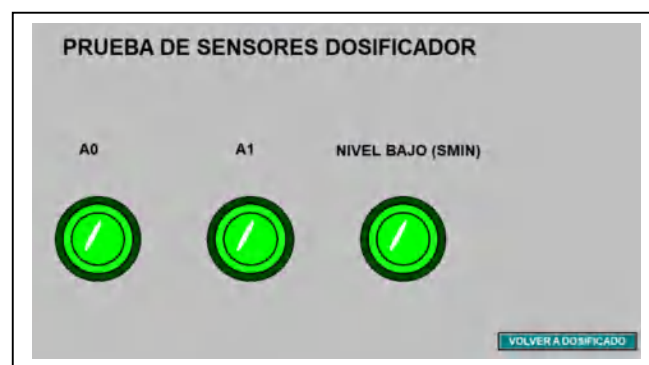 PRUEBA DE SENSORES DOSIFICADOR
A0 A1 NIVEL BAJO (SMIN)
VOLVER A DOSIFICADO